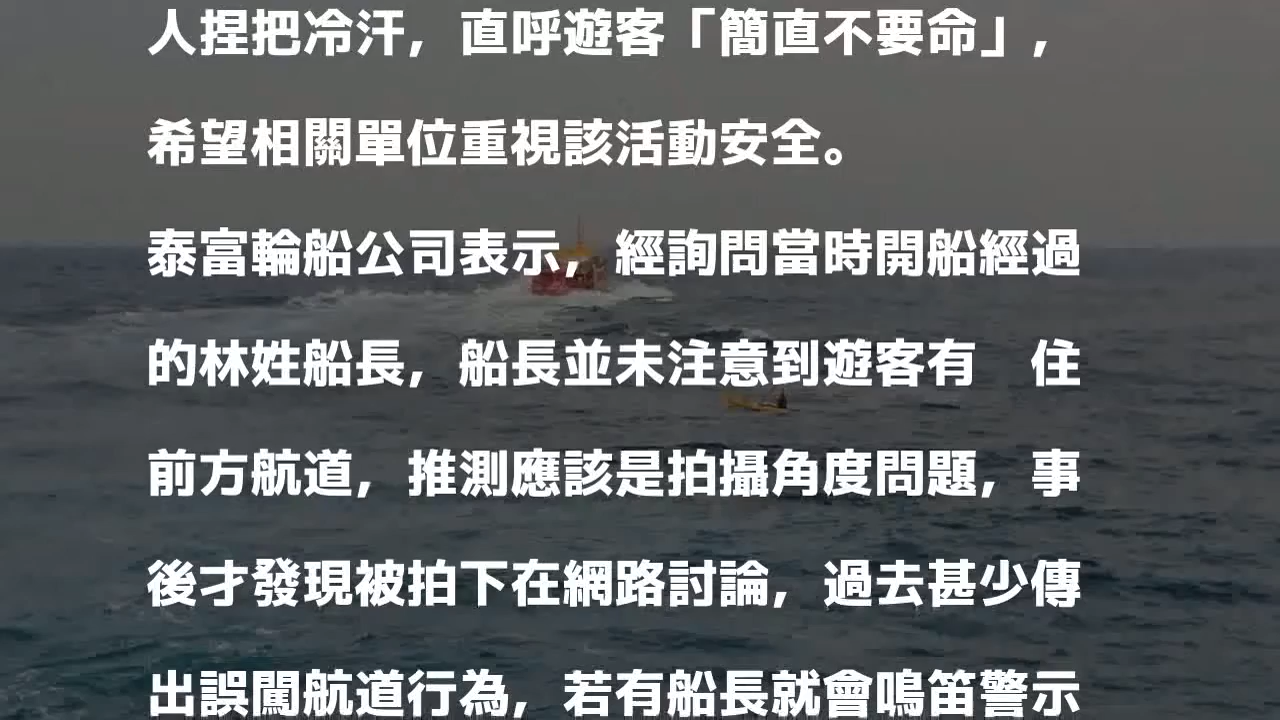 人捏把冷汗，直呼遊客「簡直不要命」，
希望相關單位重視該活動安全。
泰富輪船公司表示，經詢問當時開船經過
的林姓船長，船長並未注意到遊客有　住
前方航道，推測應該是拍攝角度問題，事
後才發現被拍下在網路討論，過去甚少傳
出誤闖航道行為，若有船長就會鳴笛警示